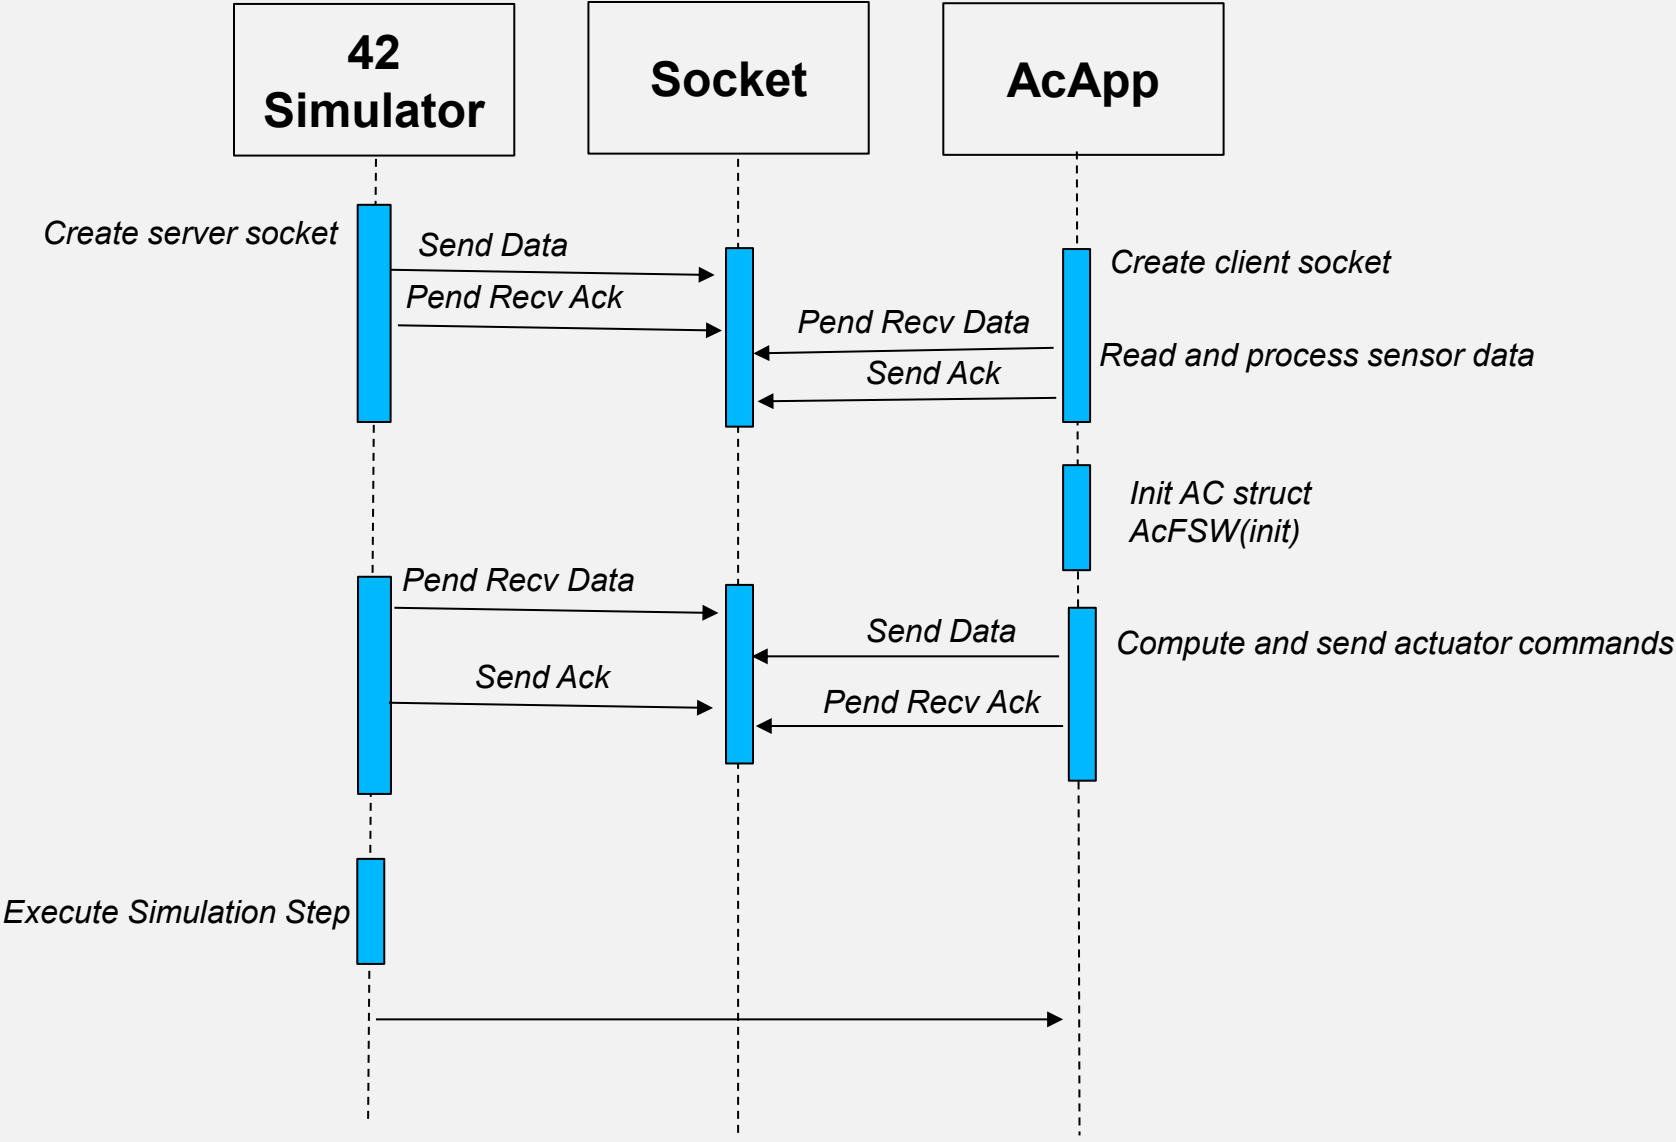 42
Simulator
Socket
AcApp
Create server socket
Send Data
Create client socket
Pend Recv Ack
Pend Recv Data
Read and process sensor data
Send Ack
Init AC struct
AcFSW(init)
Pend Recv Data
Send Data
Compute and send actuator commands
Send Ack
Pend Recv Ack
Execute Simulation Step